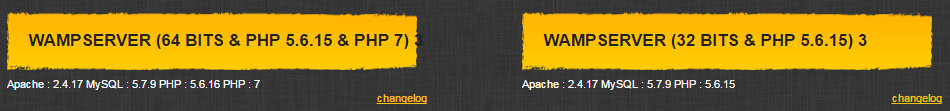 WAMPSERVER (64 BITS & PHP 5.6.15 & PHP 7) 3
Apache : 2.4.17 MySQL : 5.7.9 PHP : 5.6.16 PHP : 7
changelog
WAMPSERVER (32 BITS & PHP 5.6.15) 3
Apache : 2.4.17 MySQL : 5.7.9 PHP : 5.6.15
changelog